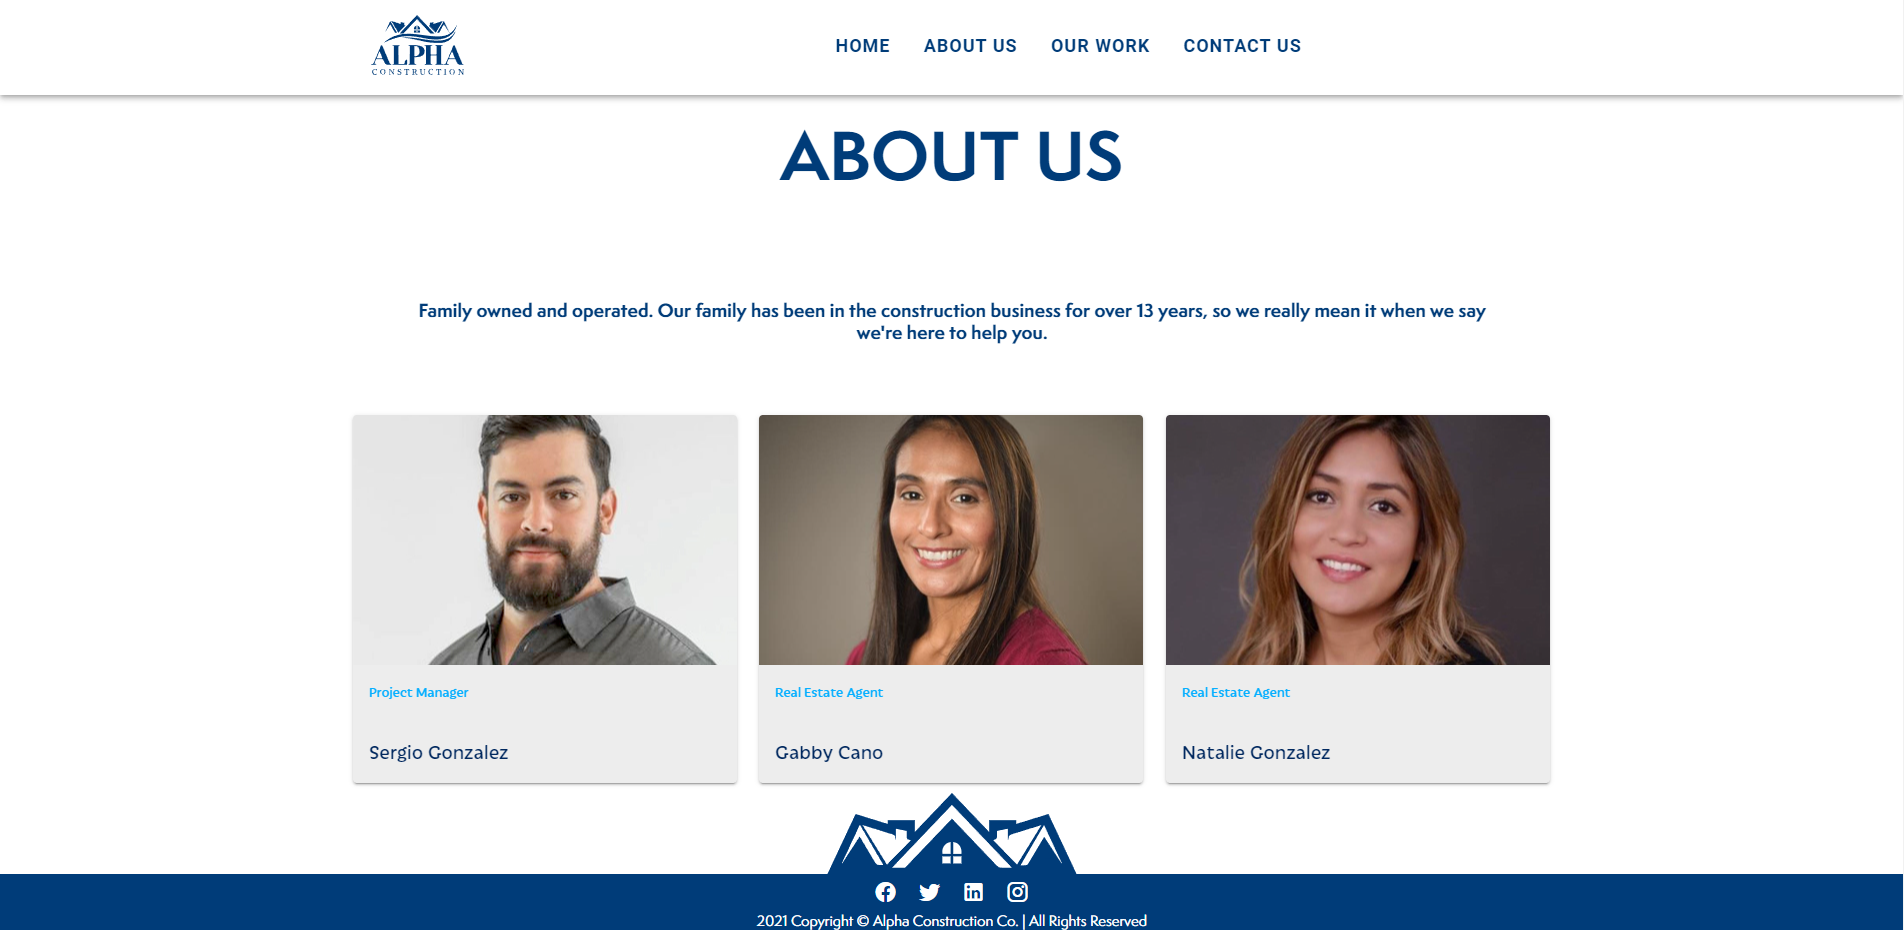 ALPHA
CONSTRUCTION
HOME ABOUT US OUR WORK CONTACT US
ABOUT US
Family owned and operated. Our family has been in the construction business for over 13 years, so we really mean it when we say
we're here to help you.
Project Manager
Sergio Gonzalez
Real Estate Agent
Gabby Cano
Real Estate Agent
Natalie Gonzalez
2021 Copyright © Alpha Construction Co. | All Rights Reserved